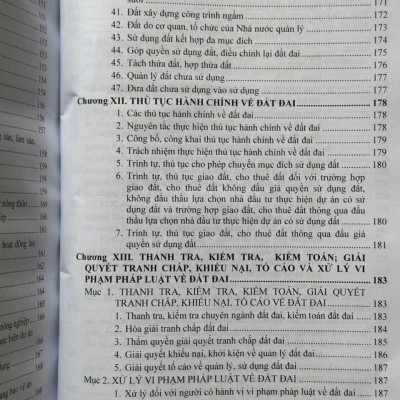 suối
171
41. Đất xây dựng công trình ngầm 172
42. Đất do cơ quan, tổ chức của Nhà nước quản lý 173
43. Sử dụng đất kết hợp đa mục đích 175
44. Góp quyền sử dụng đất, điều chỉnh lại đất đai 175
45. Tách thửa đất, hợp thửa đất 176
46. Quản lý đất chưa sử dụng 177
47. Đưa đất chưa sử dụng vào sử dụng 177
Chương XII. THỦ TỤC HÀNH CHÍNH VỀ ĐẤT ĐAI 178
1. Các thủ tục hành chính về đất đai 178
2. Nguyên tắc thực hiện thủ tục hành chính về đất đai 178
3. Công bố, công khai thủ tục hành chính về đất đai 179
4. Trách nhiệm thực hiện thủ tục hành chính về đất đai 179
5. Trình tự, thủ tục cho phép chuyển mục đích sử dụng đất 180
6. Trình tự, thủ tục giao đất, cho thuê đất đối với trường hợp
giao đất, cho thuê đất không đấu giá quyền sử dụng đất,
không đấu thầu lựa chọn nhà đầu tư thực hiện dự án có sử dụng
đất và trường hợp giao đất, cho thuê đất thông qua đấu
thầu lựa chọn nhà đầu tư thực hiện dự án có sử dụng đất 180
7. Trình tự, thủ tục giao đất, cho thuê đất thông qua đấu giá
quyền sử dụng đất 181
Chương XIII. THANH TRA, KIỂM TRA, KIỂM TOÁN; GIẢI
QUYẾT TRANH CHẤP, KHIẾU NẠI, TỐ CÁO VÀ XỬ LÝ VI
PHẠM PHÁP LUẬT VỀ ĐẤT ĐAI 183
Mục 1. THANH TRA, KIỂM TRA, KIỂM TOÁN, GIẢI QUYẾT
TRANH CHẤP, KHIẾU NẠI, TỐ CÁO VỀ ĐẤT ĐAI 183
1. Thanh tra, kiểm tra chuyên ngành đất đai, kiểm toán đất đai 183
2. Hòa giải tranh chấp đất đai 184
3. Thẩm quyền giải quyết tranh chấp đất đai 185
4. Giải quyết khiếu nại, khởi kiện về quản lý đất đai 186
5. Giải quyết tố cáo về quản lý, sử dụng đất đai 187
Mục 2. XỬ LÝ VI PHẠM PHÁP LUẬT VỀ ĐẤT ĐAI 187
1. Xử lý đối với người có hành vi vi phạm pháp luật về đất đai 187